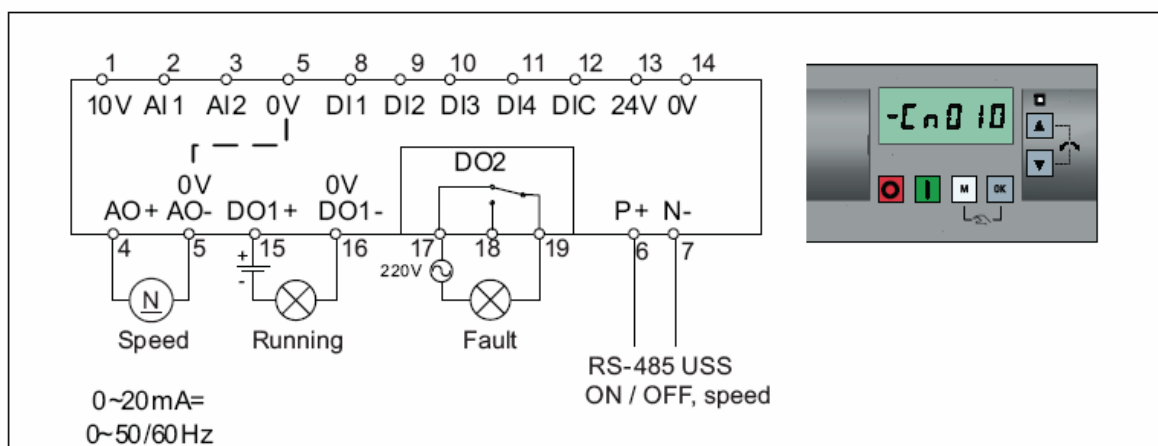 1 2 3 5 8 9 10 11 12 13 14
10V AI1 AI2 0V DI1 DI2 DI3 DI4 DIC 24V 0V
-Cn010
DO2
0V 0V
AO+ AO- DO1+ DO1- P+ N-
M OK
4 5 15 16 17 18 19 6 7
+
-
220V
N
Speed Running Fault
RS-485 USS
ON / OFF, speed
0~20mA=
0~50/60Hz